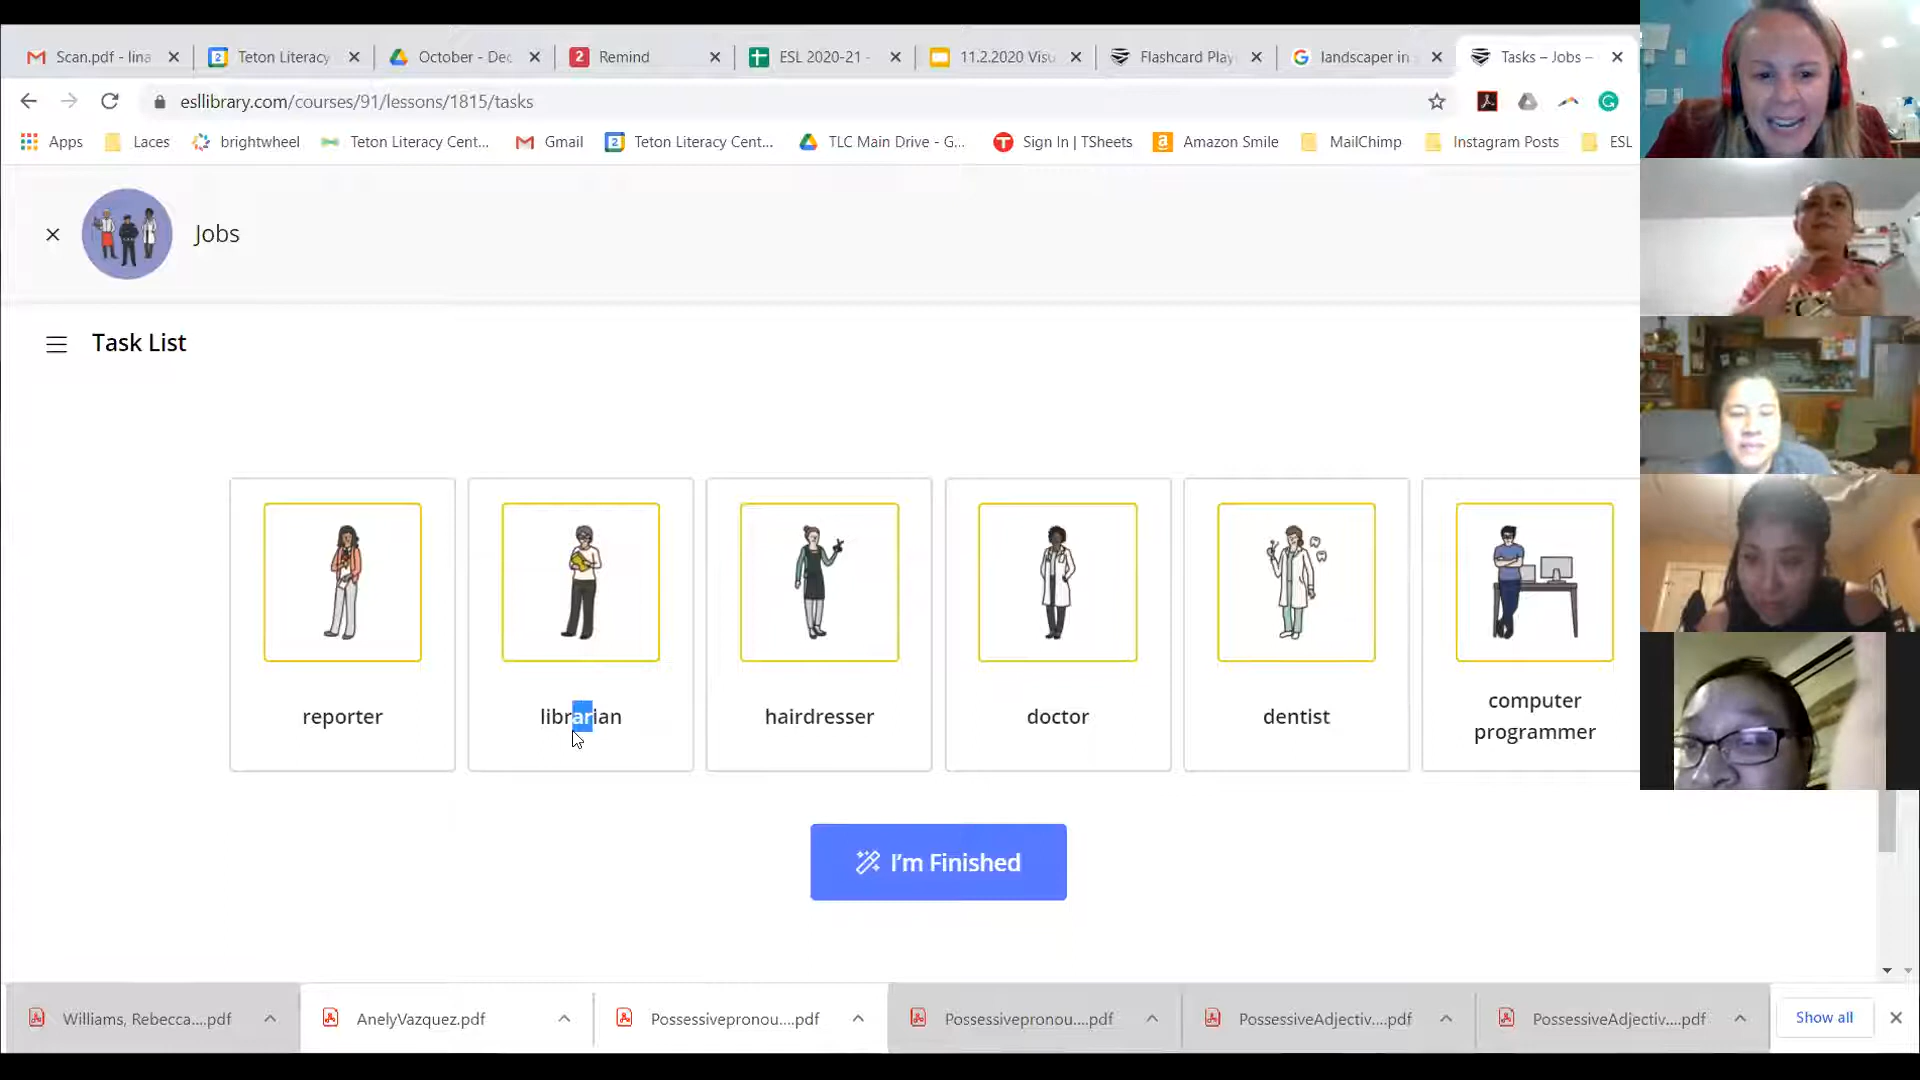 Scan.pdf - lina
Teton Literacy
October - Dec
2 Remind
ESL 2020-21 -
11.2.2020 Visu
Flashcard Play
landscaper in
Tasks – Jobs –
esllibrary.com/courses/91/lessons/1815/tasks
Apps
Laces
brightwheel
Teton Literacy Cent...
Gmail
2 Teton Literacy Cent...
TLC Main Drive - G...
Sign In | TSheets
Amazon Smile
MailChimp
Instagram Posts
ESL
Jobs
Task List
reporter
librarian
hairdresser
doctor
dentist
computer
programmer
I'm Finished
Williams, Rebecca....pdf
AnelyVazquez.pdf
Possessivepronou....pdf
Possessivepronou....pdf
PossessiveAdjectiv....pdf
PossessiveAdjectiv....pdf
Show all